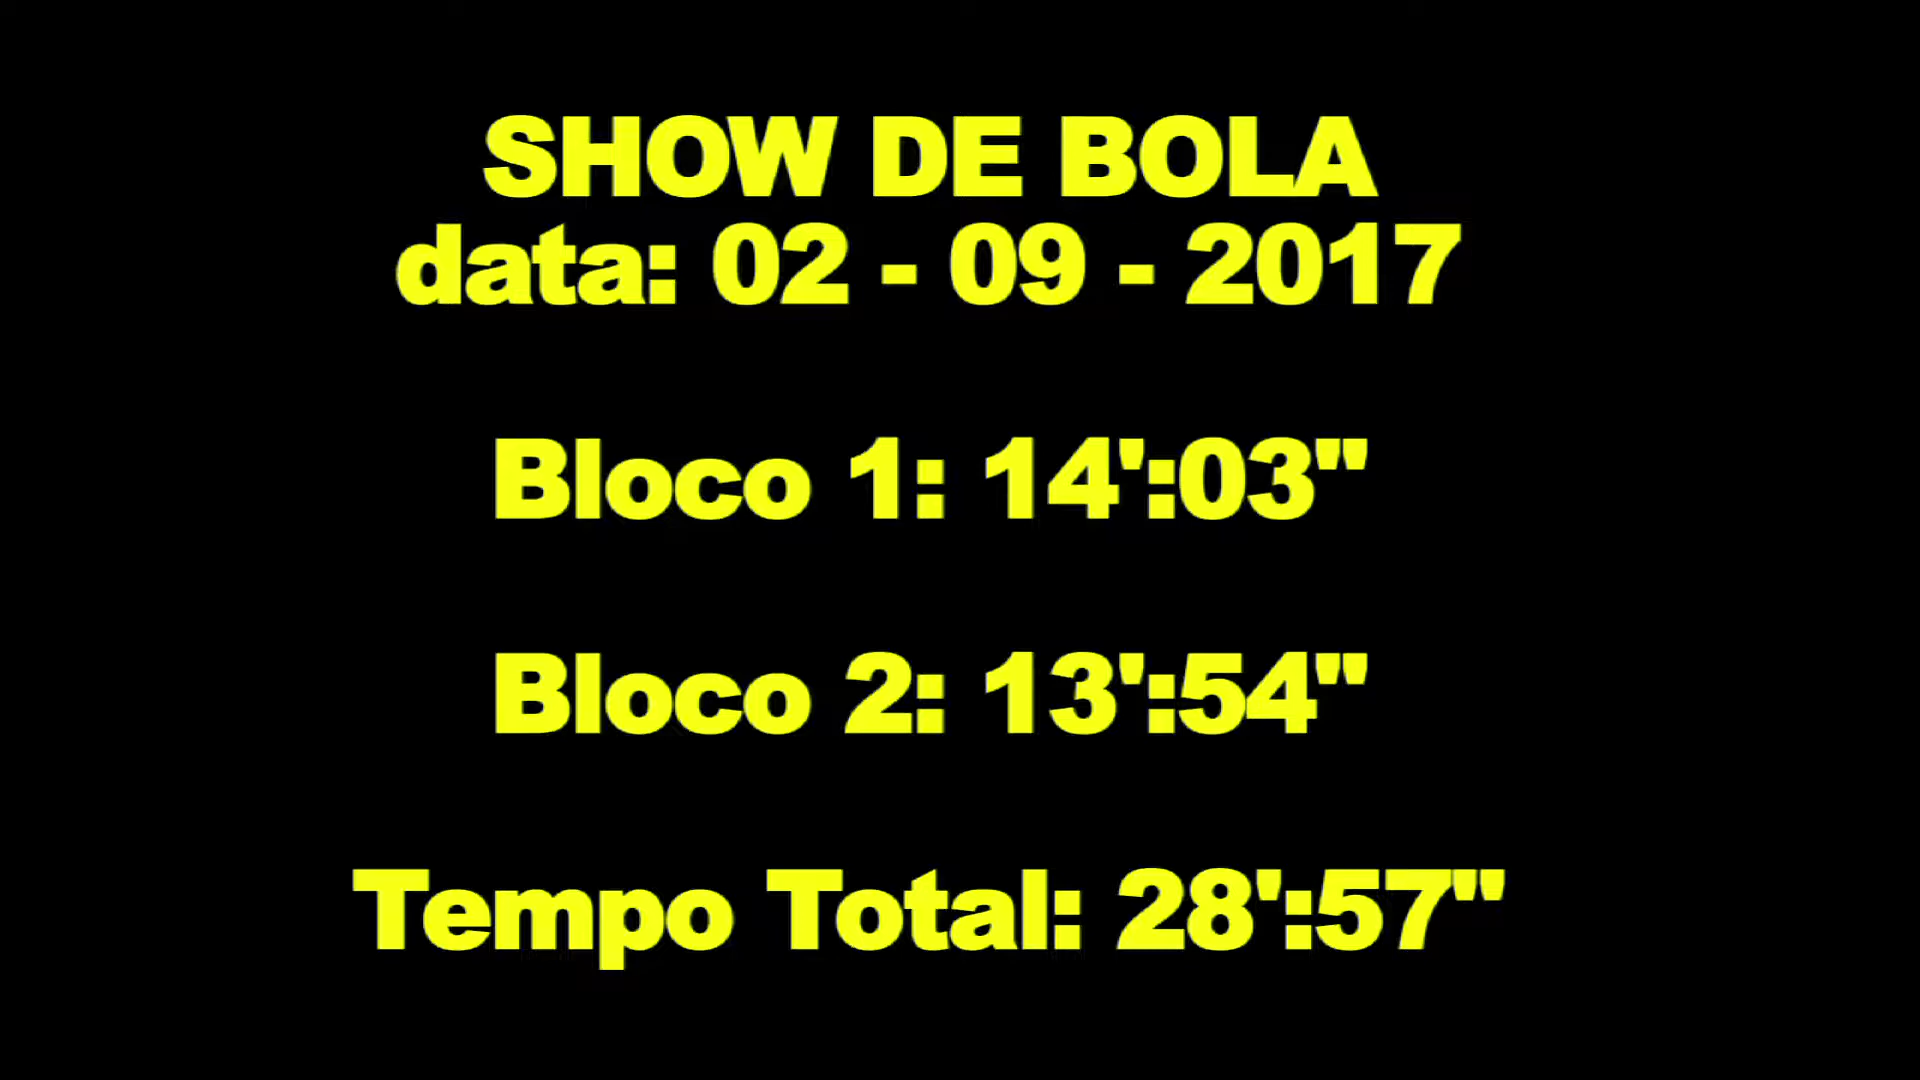 SHOW DE BOLA
data: 02 - 09 - 2017
Bloco 1: 14':03"
Bloco 2: 13':54"
Tempo Total: 28':57"